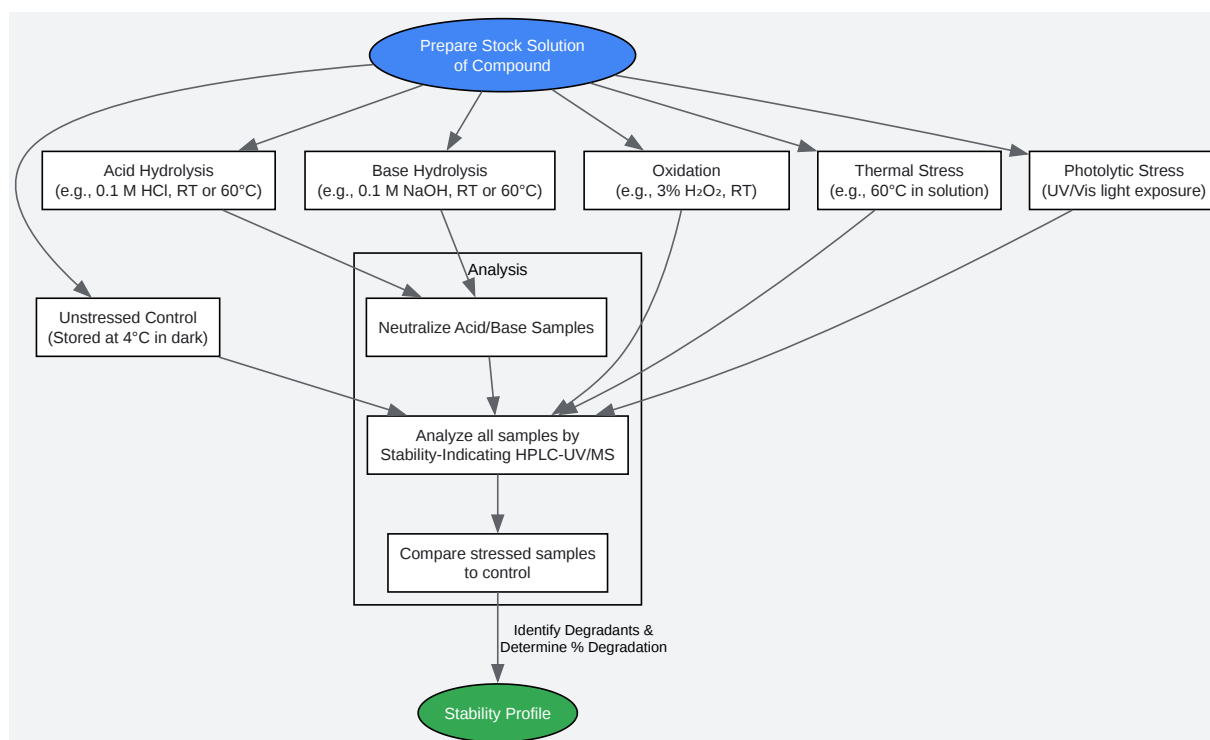 Prepare Stock Solution
of Compound
Acid Hydrolysis
(e.g., 0.1 M HCl, RT or 60°C)
Base Hydrolysis
(e.g., 0.1 M NaOH, RT or 60°C)
Oxidation
(e.g., 3% H₂O₂, RT)
Thermal Stress
(e.g., 60°C in solution)
Photolytic Stress
(UV/Vis light exposure)
Analysis
Unstressed Control
(Stored at 4°C in dark)
Neutralize Acid/Base Samples
Analyze all samples by
Stability-Indicating HPLC-UV/MS
Compare stressed samples
to control
Identify Degradants &
Determine % Degradation
Stability Profile